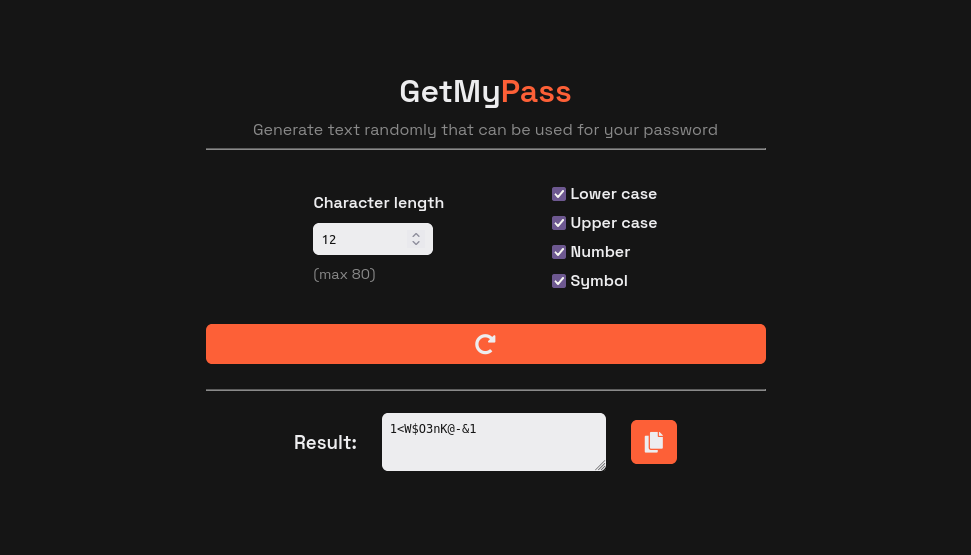 GetMyPass
Generate text randomly that can be used for your password
Character length
12
(max 80)
Lower case
Upper case
Number
Symbol
Result:
1<W$O3nK@-&1